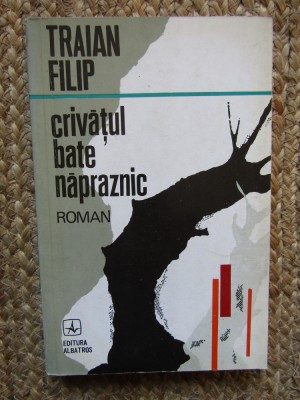 TRAIAN
FILIP
crivățul
bate
năpraznic
ROMAN
EDITURA
ALBATROS